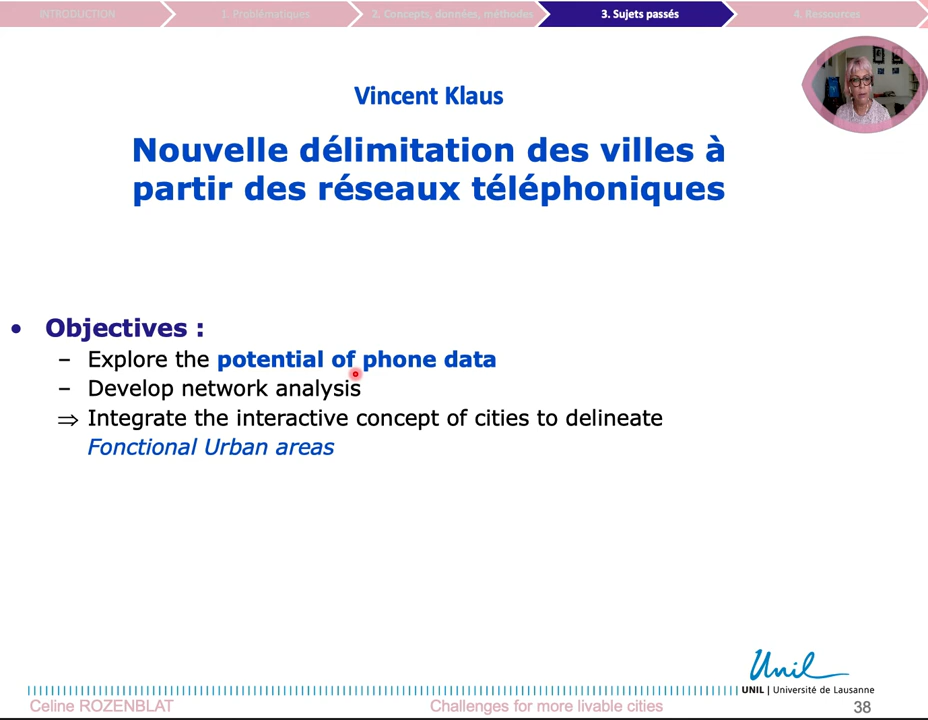 INTRODUCTION
1. Problématiques
2. Concepts, données, méthodes
3. Sujets passés
4. Ressources
Vincent Klaus
Nouvelle délimitation des villes à
partir des réseaux téléphoniques
• Objectives :
– Explore the potential of phone data
– Develop network analysis
⇒ Integrate the interactive concept of cities to delineate
Fonctional Urban areas
Unil
UNIL | Université de Lausanne
Celine ROZENBLAT
Challenges for more livable cities
38